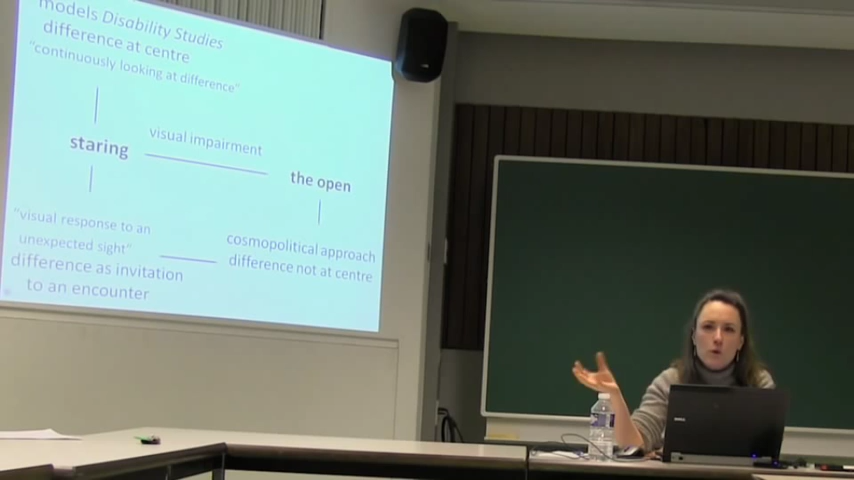 models Disability Studies
difference at centre
"continuously looking at difference"
staring
visual impairment
the open
"visual response to an
unexpected sight"
difference as invitation
to an encounter
cosmopolitical approach
difference not at centre